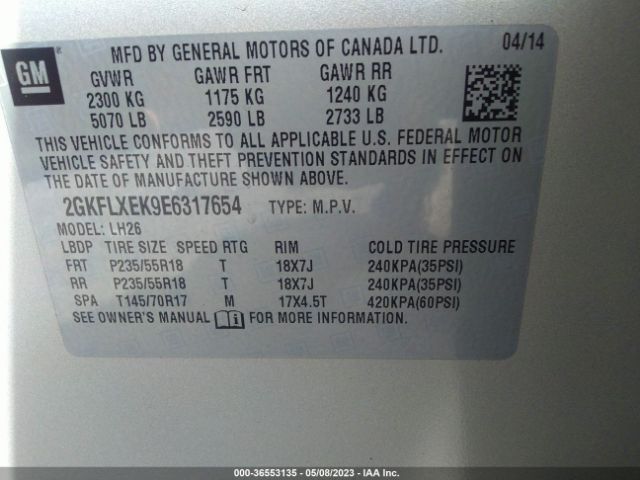 GM®
MFD BY GENERAL MOTORS OF CANADA LTD. 04/14
GVWR GAWR FRT GAWR RR
2300 KG 1175 KG 1240 KG
5070 LB 2590 LB 2733 LB
THIS VEHICLE CONFORMS TO ALL APPLICABLE U.S. FEDERAL MOTOR
VEHICLE SAFETY AND THEFT PREVENTION STANDARDS IN EFFECT ON
THE DATE OF MANUFACTURE SHOWN ABOVE.
2GKFLXEK9E6317654 TYPE: M.P.V.
MODEL: LH26
LBDP TIRE SIZE SPEED RTG RIM COLD TIRE PRESSURE
FRT P235/55R18 T 18X7J 240KPA(35PSI)
RR P235/55R18 T 18X7J 240KPA(35PSI)
SPA T145/70R17 M 17X4.5T 420KPA(60PSI)
SEE OWNER'S MANUAL FOR MORE INFORMATION.
000-36553135 - 05/08/2023 - IAAI.com